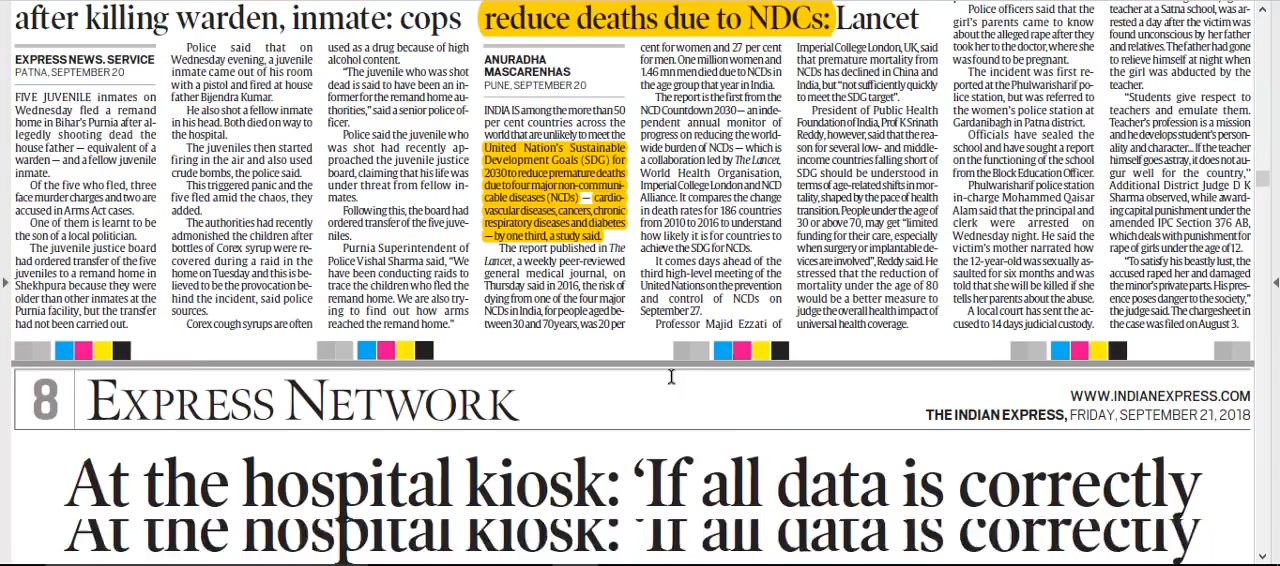 after killing warden, inmate: cops
EXPRESS NEWS. SERVICE
PATNA, SEPTEMBER 20
FIVE JUVENILE inmates on
Wednesday fled a remand
home in Bihar's Purnia after al-
legedly shooting dead the
house father — equivalent of a
warden — and a fellow juvenile
inmate.
Of the five who fled, three
face murder charges and two are
accused in Arms Act cases.
One of them is learnt to be
the son of a local politician.
The juvenile justice board
had ordered transfer of the five
juveniles to a remand home in
Shekhpura because they were
older than other inmates at the
Purnia facility, but the transfer
had not been carried out.
Police said that on
Wednesday evening, a juvenile
inmate came out of his room
with a pistol and fired at house
father Bijendra Kumar.
He also shot a fellow inmate
in his head. Both died on way to
the hospital.
The juveniles then started
firing in the air and also used
crude bombs, the police said.
This triggered panic and the
five fled amid the chaos, they
added.
The authorities had recently
admonished the children after
bottles of Corex syrup were re-
covered during a raid in the
home on Tuesday and this is be-
lieved to be the provocation be-
hind the incident, said police
sources.
Corex cough syrups are often
used as a drug because of high
alcohol content.
"The juvenile who was shot
dead is said to have been an in-
former for the remand home au-
thorities," said a senior police of-
ficer.
Police said the juvenile who
was shot had recently ap-
proached the juvenile justice
board, claiming that his life was
under threat from fellow in-
mates.
Following this, the board had
ordered transfer of the five juve-
niles.
Purnia Superintendent of
Police Vishal Sharma said, "We
have been conducting raids to
trace the children who fled the
remand home. We are also try-
ing to find out how arms
reached the remand home."
reduce deaths due to NDCs: Lancet
ANURADHA
MASCARENHAS
PUNE, SEPTEMBER 20
INDIA IS among the more than 50
per cent countries across the
world that are unlikely to meet the
United Nation's Sustainable
Development Goals (SDG) for
2030 to reduce premature deaths
due to four major non-communi-
cable diseases (NCDs) — cardio-
vascular diseases, cancers, chronic
respiratory diseases and diabetes
— by one third, a study said.
The report published in The
Lancet, a weekly peer-reviewed
general medical journal, on
Thursday said in 2016, the risk of
dying from one of the four major
NCDs in India, for people aged be-
tween 30 and 70 years, was 20 per
cent for women and 27 per cent
for men. One million women and
1.46 mn men died due to NCDs in
the age group that year in India.
The report is the first from the
NCD Countdown 2030 — an inde-
pendent annual monitor of
progress on reducing the world-
wide burden of NCDs — which is
a collaboration led by The Lancet,
World Health Organisation,
Imperial College London and NCD
Alliance. It compares the change
in death rates for 186 countries
from 2010 to 2016 to understand
how likely it is for countries to
achieve the SDG for NCDs.
It comes days ahead of the
third high-level meeting of the
United Nations on the prevention
and control of NCDs on
September 27.
Professor Majid Ezzati of
Imperial College London, UK, said
that premature mortality from
NCDs has declined in China and
India, but "not sufficiently quickly
to meet the SDG target".
President of Public Health
Foundation of India, Prof K Srinath
Reddy, however, said that the rea-
son for several low- and middle-
income countries falling short of
SDG should be understood in
terms of age-related shifts in mor-
tality, shaped by the pace of health
transition. People under the age of
30 or above 70, may get "limited
funding for their care, especially
when surgery or implantable de-
vices are involved", Reddy said. He
stressed that the reduction of
mortality under the age of 80
would be a better measure to
judge the overall health impact of
universal health coverage.
Police officers said that the
girl's parents came to know
about the alleged rape after they
took her to the doctor, where she
was found to be pregnant.
The incident was first re-
ported at the Phulwarisharif po-
lice station, but was referred to
the women's police station at
Gardanibagh in Patna district.
Officials have sealed the
school and have sought a report
on the functioning of the school
from the Block Education Officer.
Phulwarisharif police station
in-charge Mohammed Qaisar
Alam said that the principal and
clerk were arrested on
Wednesday night. He said the
victim's mother narrated how
the 12-year-old was sexually as-
saulted for six months and was
told that she will be killed if she
tells her parents about the abuse.
A local court has sent the ac-
cused to 14 days judicial custody.
teacher at a Satna school, was ar-
rested a day after the victim was
found unconscious by her father
and relatives. The father had gone
to relieve himself at night when
the girl was abducted by the
teacher.
"Students give respect to
teachers and emulate them.
Teacher's profession is a mission
and he develops student's person-
ality and character... If the teacher
himself goes astray, it does not au-
gur well for the country,"
Additional District Judge D K
Sharma observed, while award-
ing capital punishment under the
amended IPC Section 376 AB,
which deals with punishment for
rape of girls under the age of 12.
"To satisfy his beastly lust, the
accused raped her and damaged
the minor's private parts. His pres-
ence poses danger to the society,"
the judge said. The chargesheet in
the case was filed on August 3.
8 EXPRESS NETWORK
WWW.INDIANEXPRESS.COM
THE INDIAN EXPRESS, FRIDAY, SEPTEMBER 21, 2018
At the hospital kiosk: 'If all data is correctly
At the hospital kiosk: 'If all data is correctly